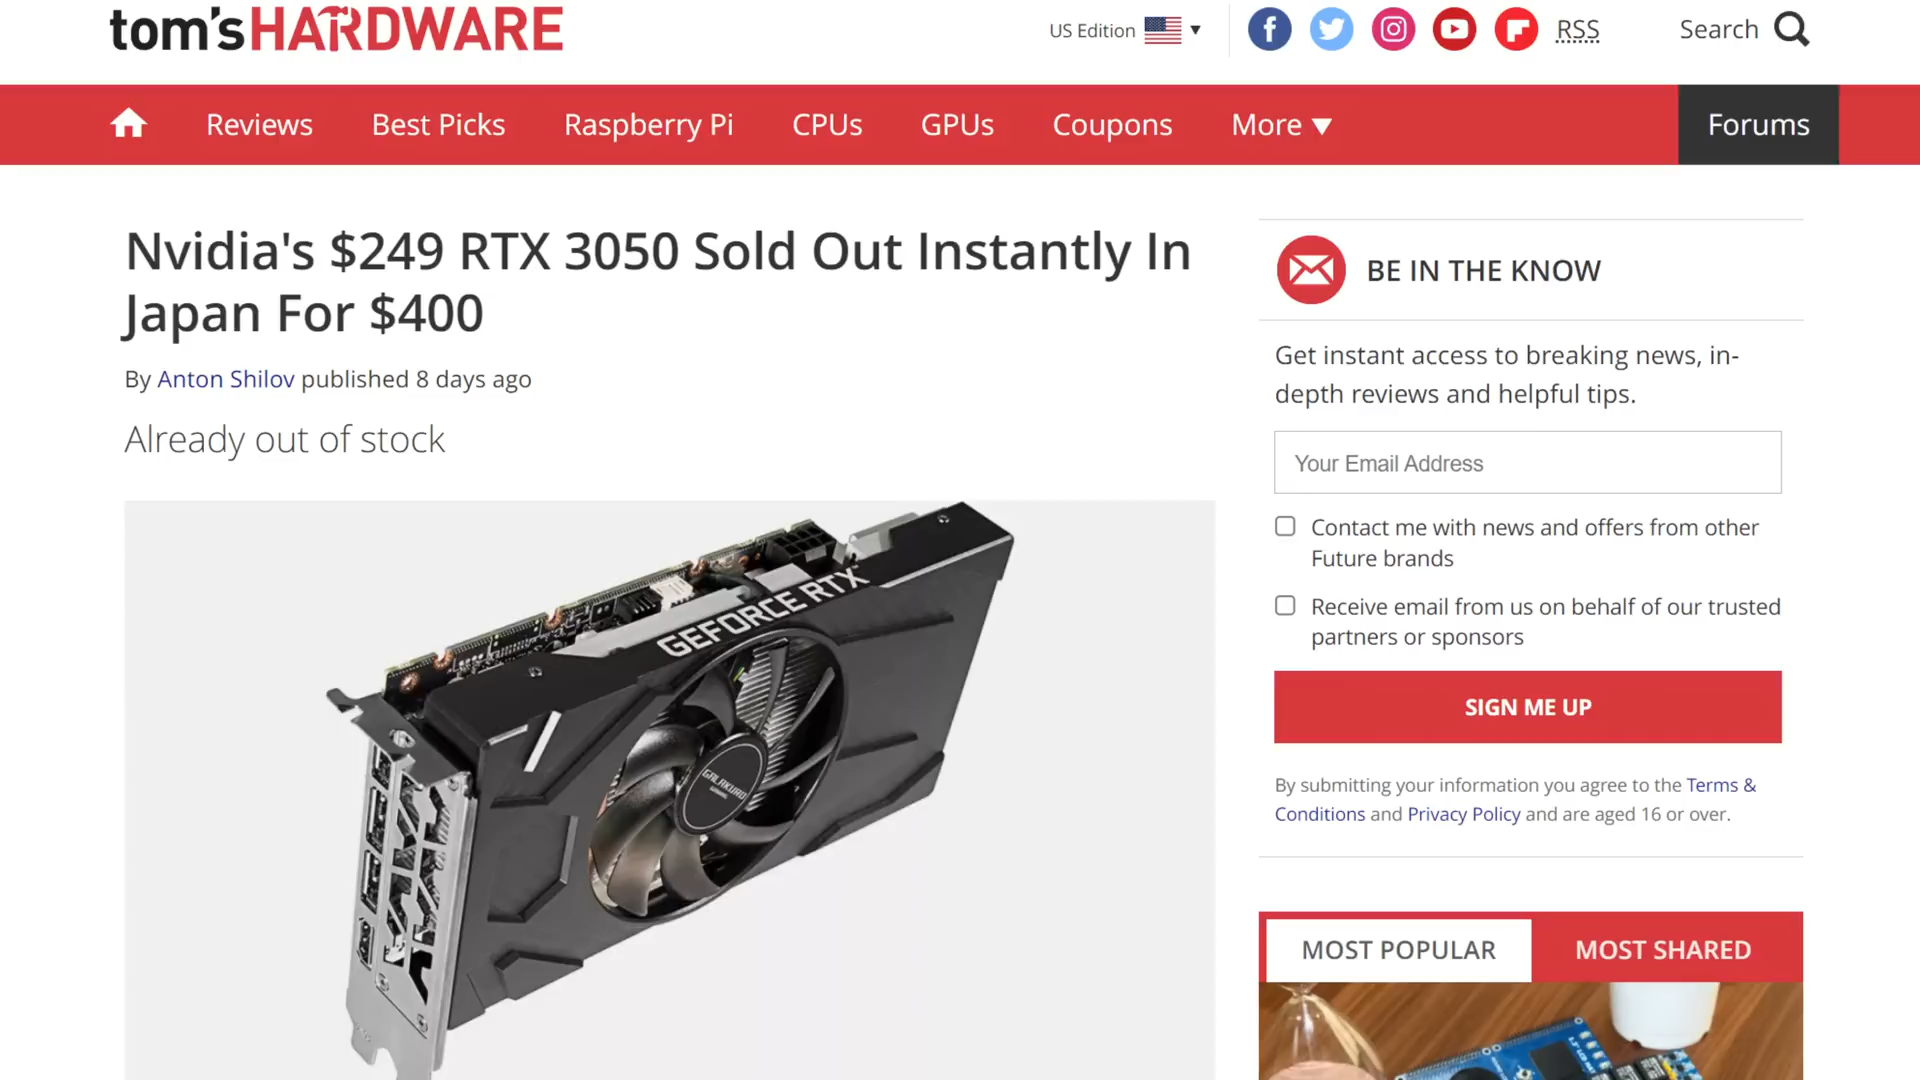 tom'sHARDWARE
US Edition
RSS
Search
Reviews
Best Picks
Raspberry Pi
CPUs
GPUs
Coupons
More
Forums
Nvidia's $249 RTX 3050 Sold Out Instantly In
Japan For $400
By Anton Shilov published 8 days ago
Already out of stock
GEFORCE RTX
GALAKURO
GAMING
BE IN THE KNOW
Get instant access to breaking news, in-
depth reviews and helpful tips.
Your Email Address
Contact me with news and offers from other
Future brands
Receive email from us on behalf of our trusted
partners or sponsors
SIGN ME UP
By submitting your information you agree to the Terms &
Conditions and Privacy Policy and are aged 16 or over.
MOST POPULAR
MOST SHARED